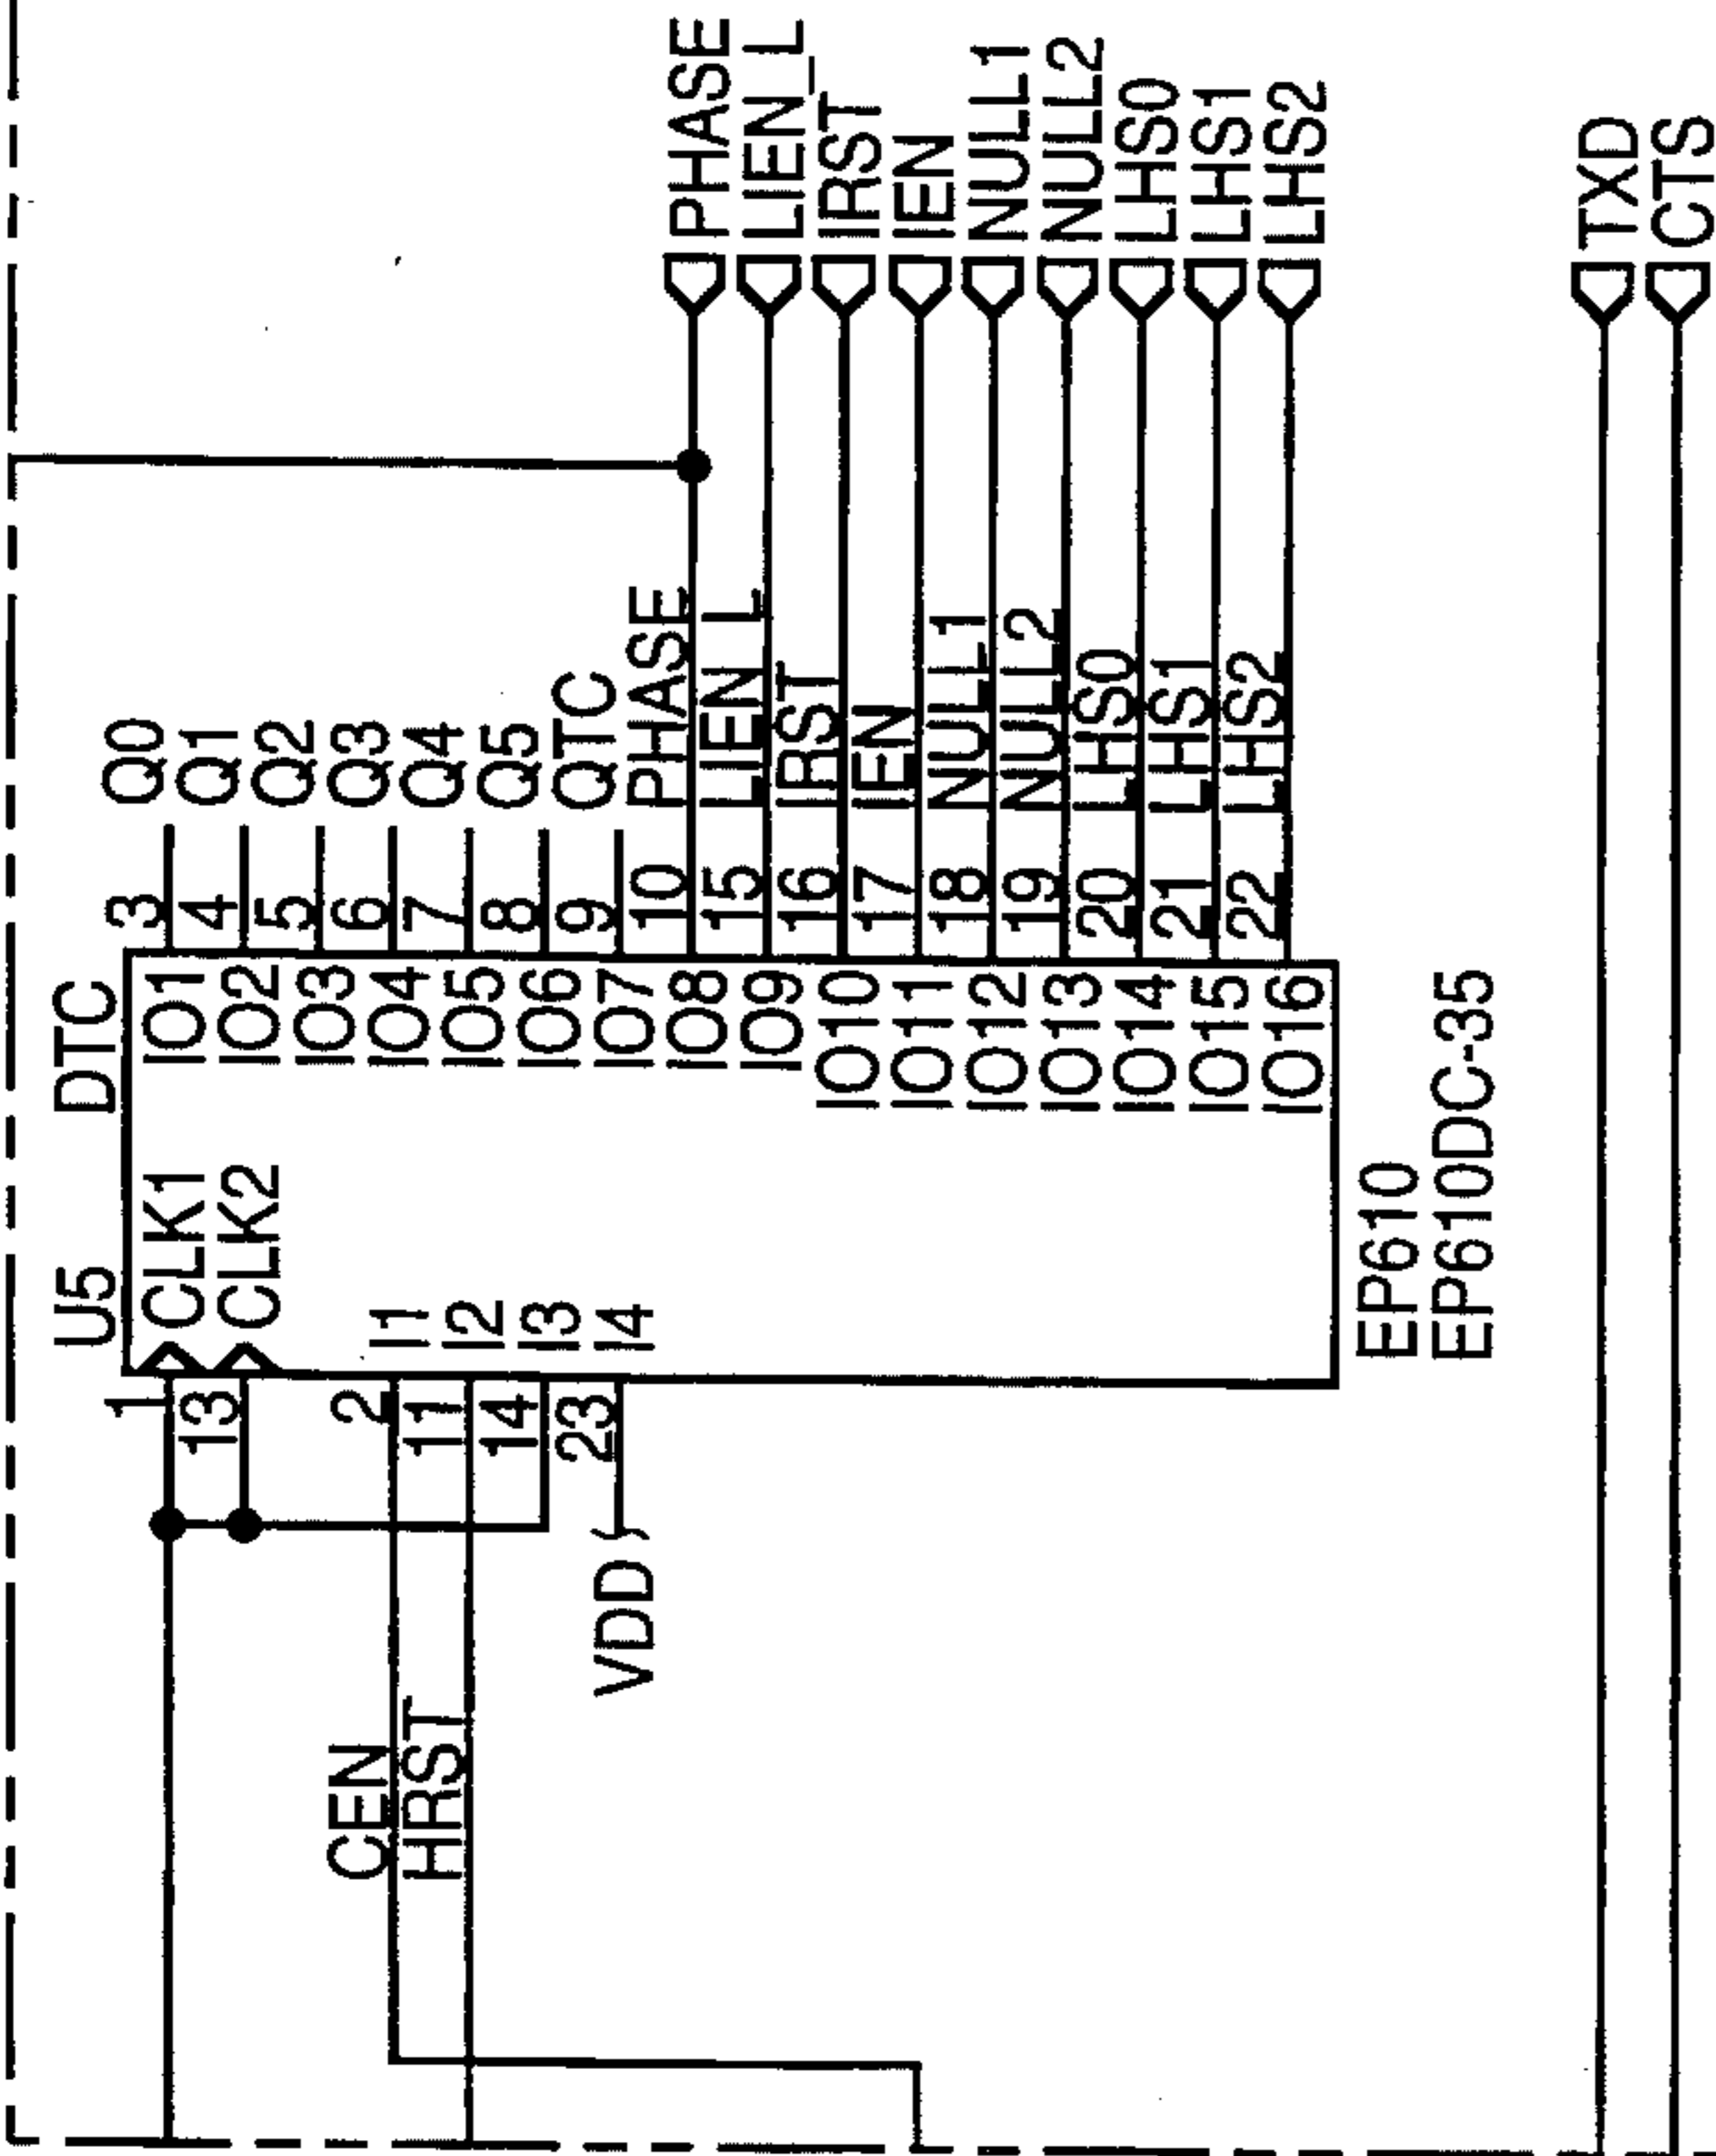 U5 DTC
1 CLK1 IO1 3 Q0
13 CLK2 IO2 4 Q1
IO3 5 Q2
CEN 2 I1 IO4 6 Q3
HRST 11 I2 IO5 7 Q4
14 I3 IO6 8 Q5
VDD 23 I4 IO7 9 QTC
IO8 10 PHASE PHASE
IO9 15 LIEN_L LIEN_L
IO10 16 IRST IRST
IO11 17 IEN IEN
IO12 18 NULL1 NULL1
IO13 19 NULL2 NULL2
IO14 20 LHS0 LHS0
IO15 21 LHS1 LHS1
IO16 22 LHS2 LHS2
EP610
EP610DC-35
TXD
CTS